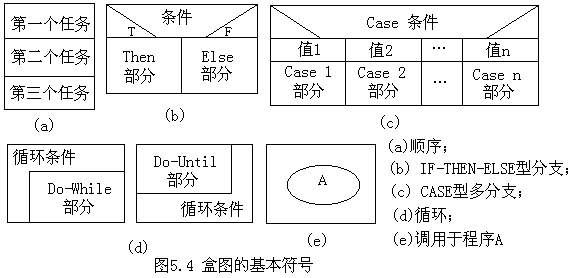 第一个任务
第二个任务
第三个任务
(a)
条件
T
F
Then
部分
Else
部分
(b)
Case 条件
值1
值2
…
值n
Case 1
部分
Case 2
部分
…
Case n
部分
(c)
循环条件
Do-While
部分
Do-Until
部分
循环条件
(d)
A
(e)
(a)顺序；
(b) IF-THEN-ELSE型分支；
(c) CASE型多分支；
(d)循环；
(e)调用于程序A
图5.4 盒图的基本符号